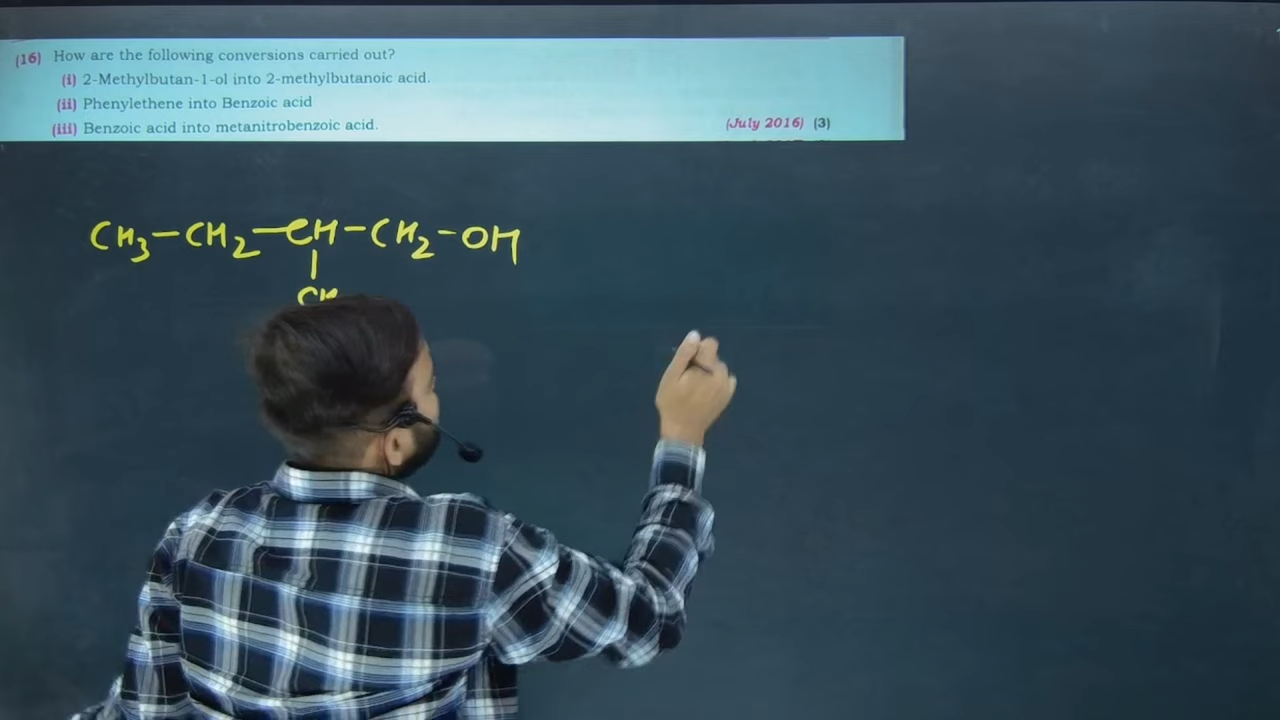 (16) How are the following conversions carried out?
(i) 2-Methylbutan-1-ol into 2-methylbutanoic acid.
(ii) Phenylethene into Benzoic acid
(iii) Benzoic acid into metanitrobenzoic acid.
(July 2016) (3)
CH3-CH2-CH-CH2-OH
|